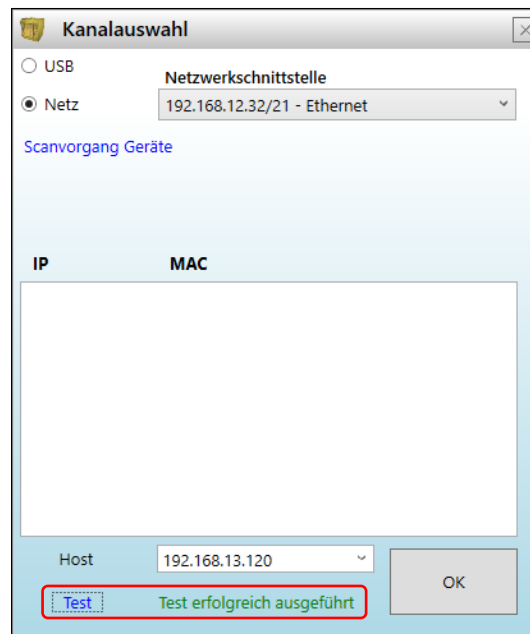 Kanalauswahl
USB
Netzwerkschnittstelle
Netz
192.168.12.32/21 - Ethernet
Scanvorgang Geräte
IP MAC
Host 192.168.13.120
OK
Test Test erfolgreich ausgeführt